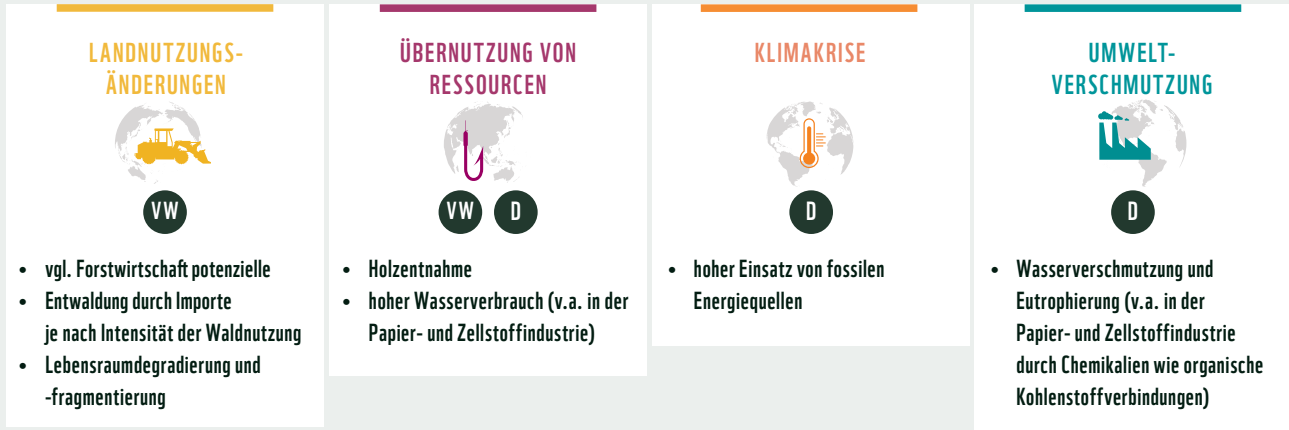 LANDNUTZUNGS-
ÄNDERUNGEN
VW
• vgl. Forstwirtschaft potenzielle
• Entwaldung durch Importe
je nach Intensität der Waldnutzung
• Lebensraumdegradierung und
-fragmentierung
ÜBERNUTZUNG VON
RESSOURCEN
VW D
• Holzentnahme
• hoher Wasserverbrauch (v.a. in der
Papier- und Zellstoffindustrie)
KLIMAKRISE
D
• hoher Einsatz von fossilen
Energiequellen
UMWELT-
VERSCHMUTZUNG
D
• Wasserverschmutzung und
Eutrophierung (v.a. in der
Papier- und Zellstoffindustrie
durch Chemikalien wie organische
Kohlenstoffverbindungen)